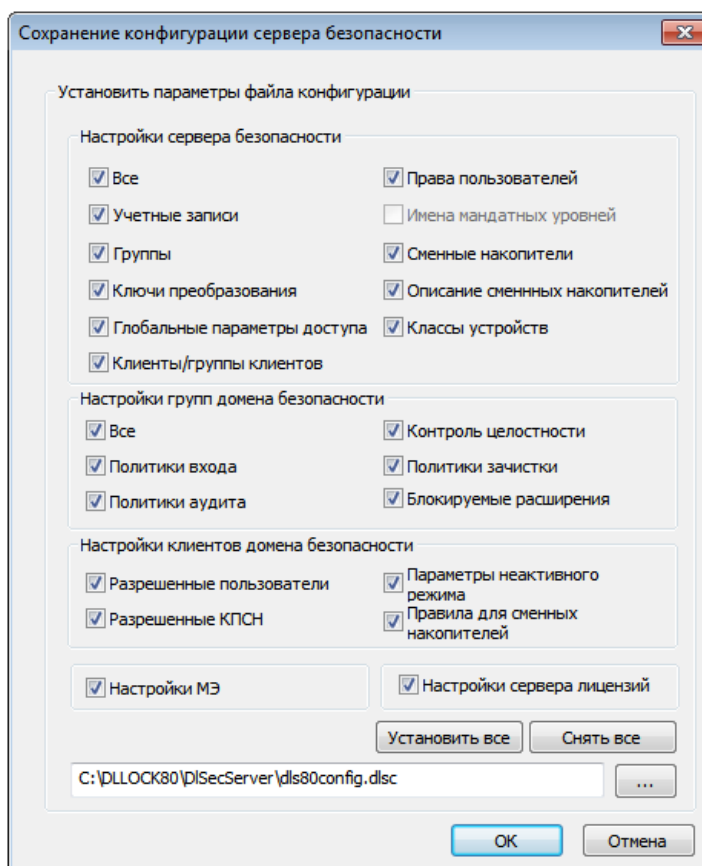 Сохранение конфигурации сервера безопасности
Установить параметры файла конфигурации
Настройки сервера безопасности
Все
Права пользователей
Учетные записи
Имена мандатных уровней
Группы
Сменные накопители
Ключи преобразования
Описание сменнных накопителей
Глобальные параметры доступа
Классы устройств
Клиенты/группы клиентов
Настройки групп домена безопасности
Все
Контроль целостности
Политики входа
Политики зачистки
Политики аудита
Блокируемые расширения
Настройки клиентов домена безопасности
Разрешенные пользователи
Параметры неактивного
режима
Разрешенные КПСН
Правила для сменных
накопителей
Настройки МЭ
Настройки сервера лицензий
Установить все
Снять все
C:\DLLOCK80\DlSecServer\dls80config.dlsc
...
ОК
Отмена